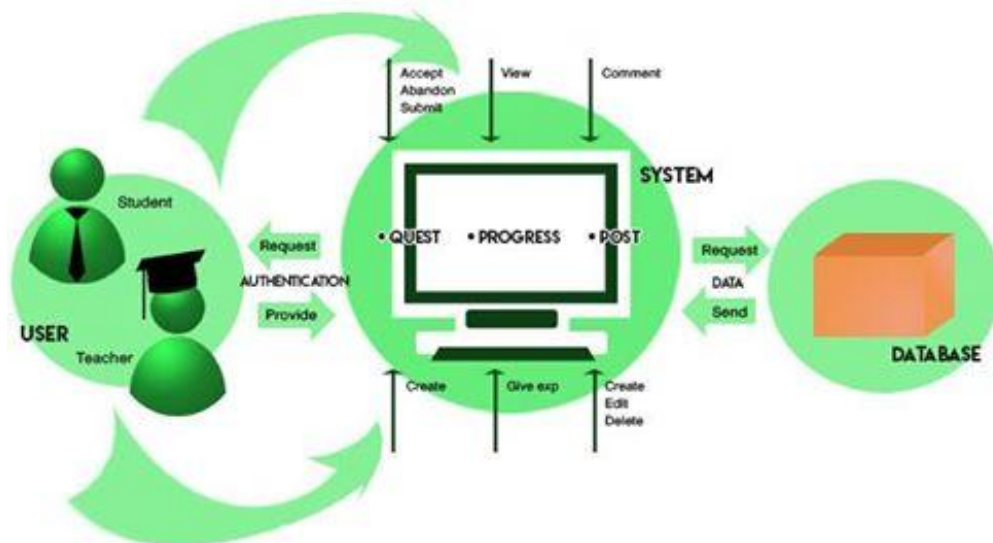 Accept
Abandon
Submit
View
Comment
SYSTEM
Student
• QUEST • PROGRESS • POST
Request
AUTHENTICATION
Provide
Request
DATA
Send
USER
Teacher
DATABASE
Create
Give exp
Create
Edit
Delete